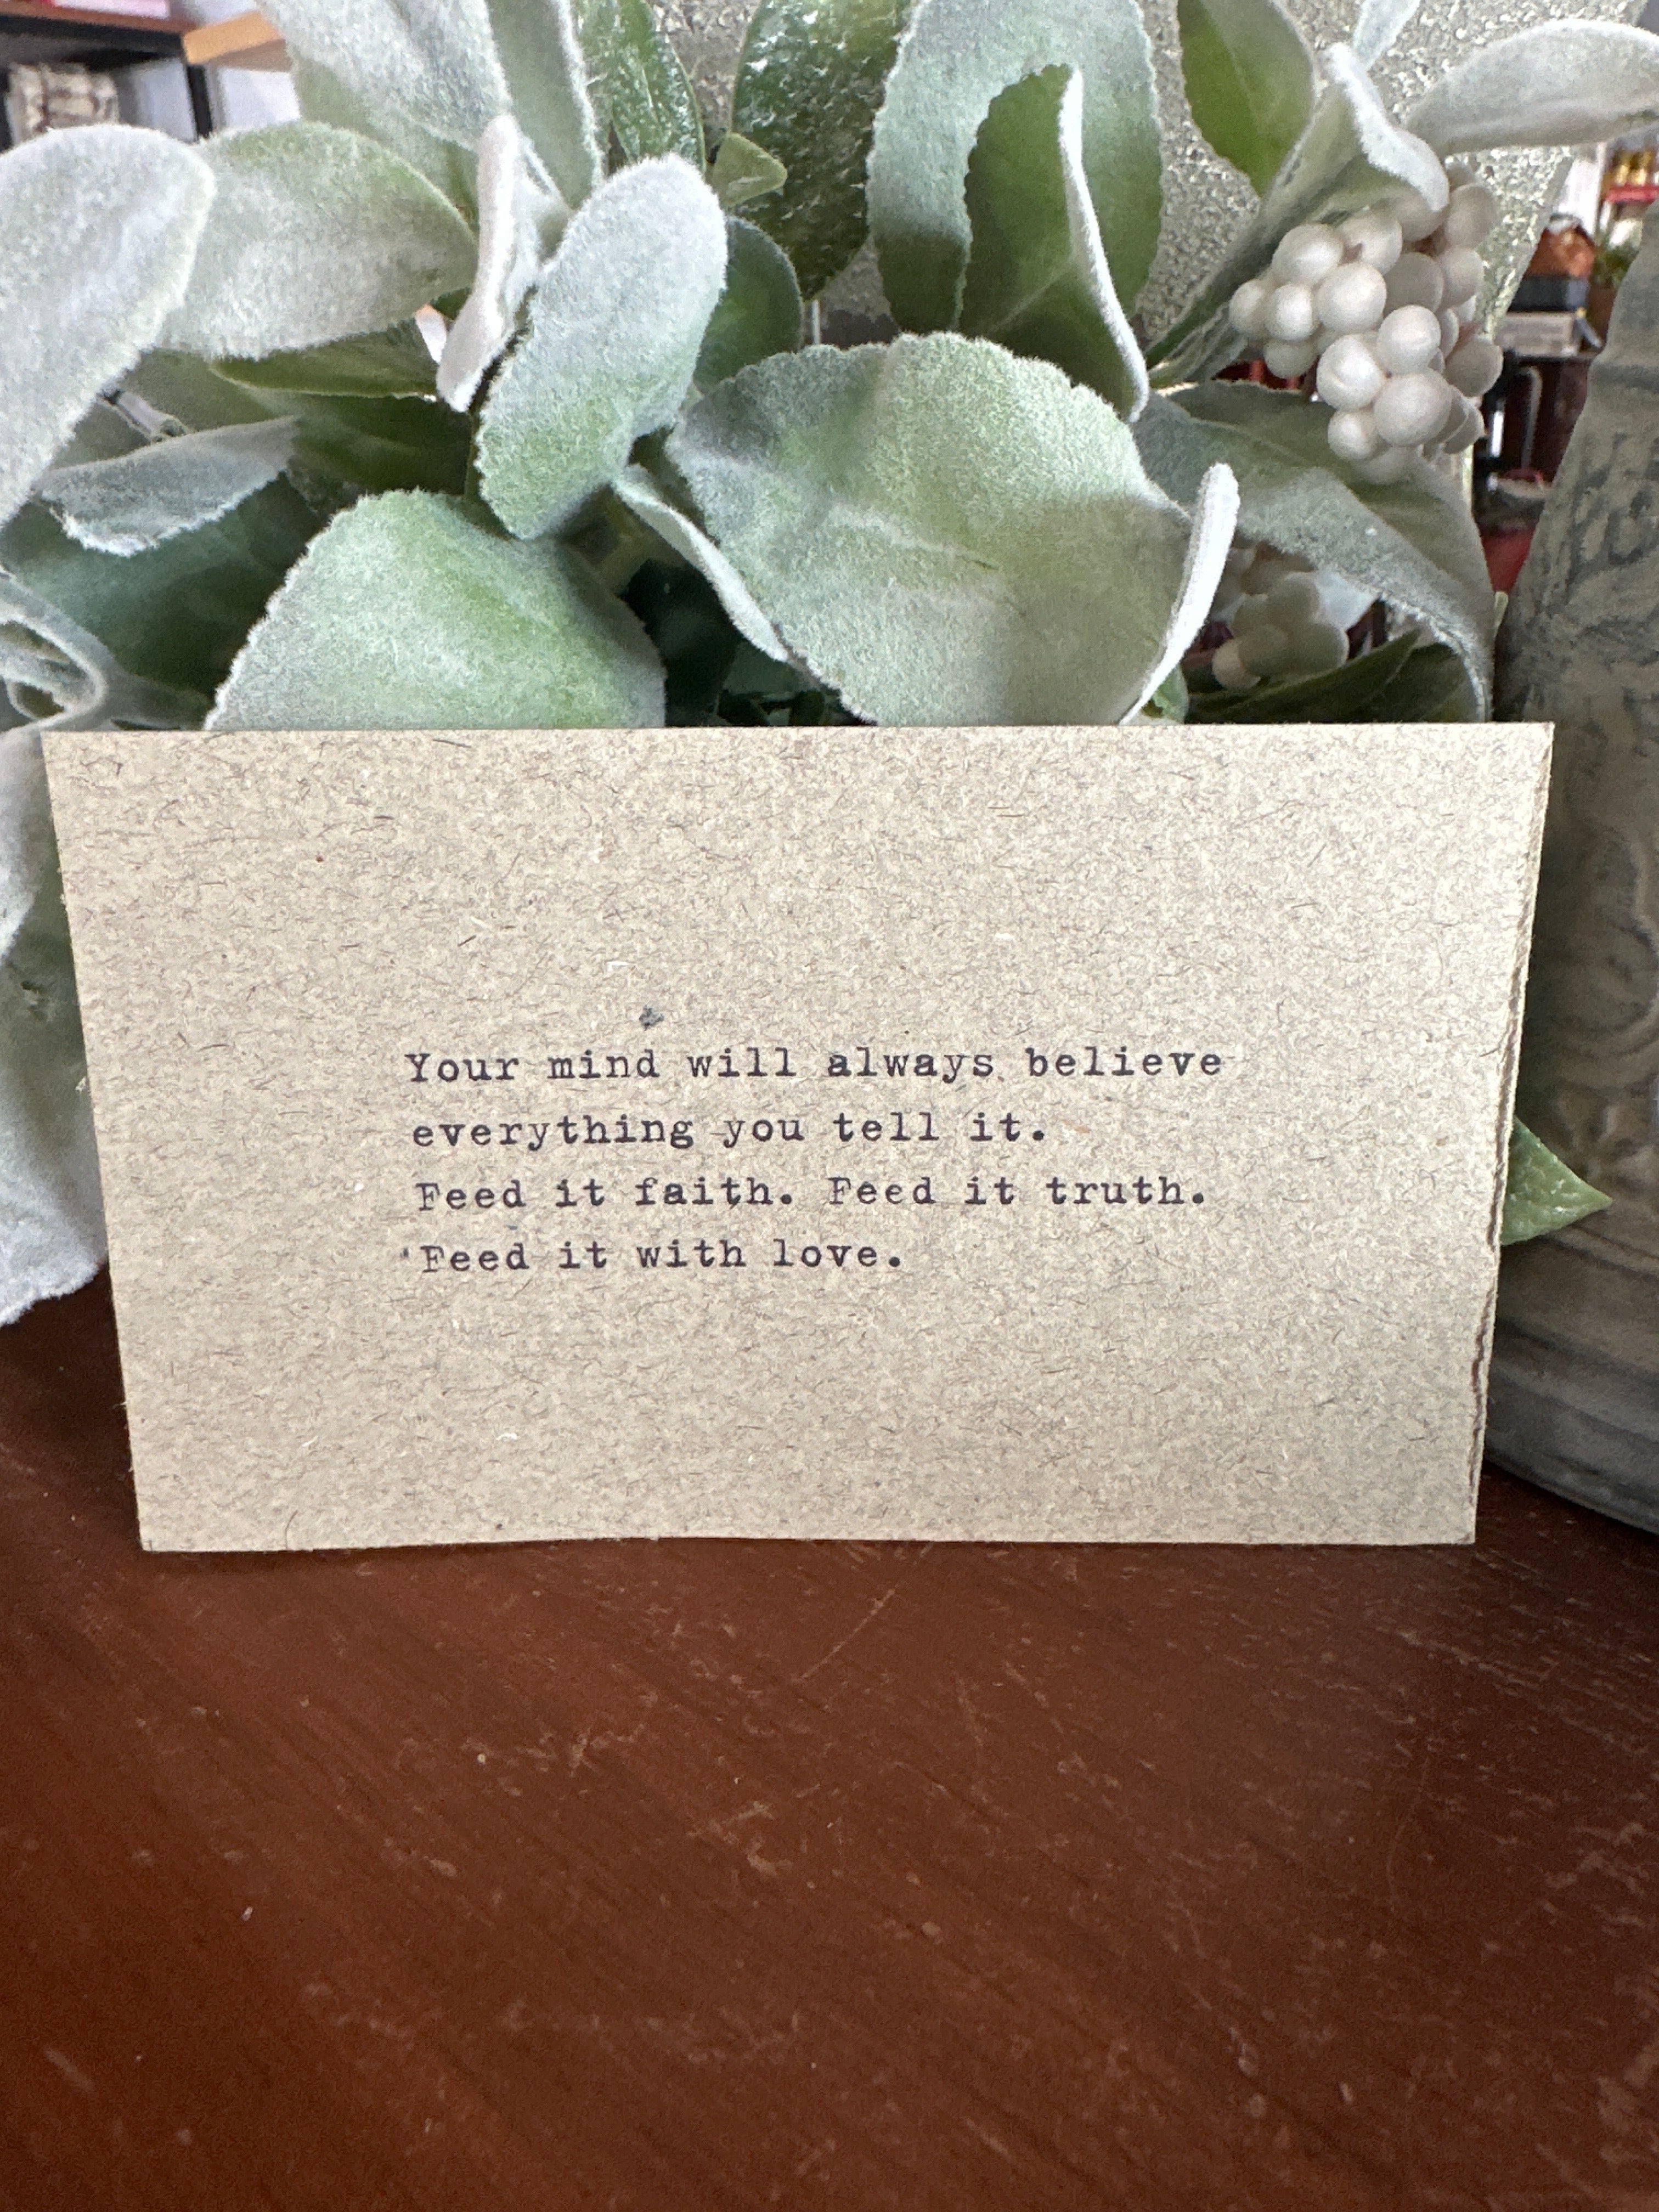 Your mind will always believe
everything you tell it.
Feed it faith. Feed it truth.
Feed it with love.